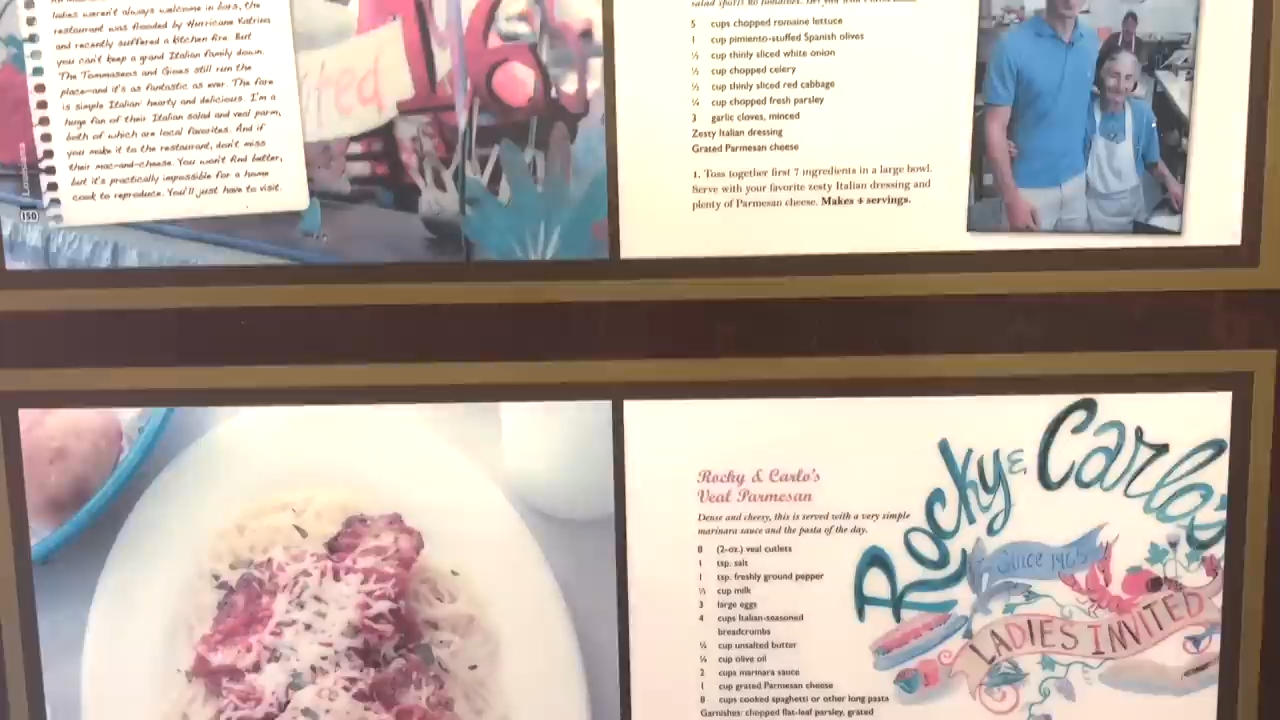 ladies weren't always welcome in bars, the
restaurant was flooded by Hurricane Katrina
and recently suffered a kitchen fire. But
you can't keep a grand Italian family down.
The Tommaseos and Gioes still run the
place—and it's as fantastic as ever. The fare
is simple Italian: hearty and delicious. I'm a
huge fan of their Italian salad and veal parm,
both of which are local favorites. And if
you make it to the restaurant, don't miss
their mac-and-cheese. You won't find better,
but it's practically impossible for a home
cook to reproduce. You'll just have to visit.
150
5 cups chopped romaine lettuce
1 cup pimiento-stuffed Spanish olives
½ cup thinly sliced white onion
½ cup chopped celery
½ cup thinly sliced red cabbage
¼ cup chopped fresh parsley
3 garlic cloves, minced
Zesty Italian dressing
Grated Parmesan cheese
1. Toss together first 7 ingredients in a large bowl.
Serve with your favorite zesty Italian dressing and
plenty of Parmesan cheese. Makes 4 servings.
Rocky & Carlo's
Veal Parmesan
Dense and cheesy, this is served with a very simple
marinara sauce and the pasta of the day.
8 (2-oz.) veal cutlets
1 tsp. salt
1 tsp. freshly ground pepper
cup milk
3 large eggs
4 cups Italian-seasoned
breadcrumbs
¼ cup unsalted butter
¼ cup olive oil
2 cups marinara sauce
1 cup grated Parmesan cheese
8 cups cooked spaghetti or other long pasta
Garnishes: chopped flat-leaf parsley, grated
Rocky & Carlo's
Since 1965
LADIES INVITED